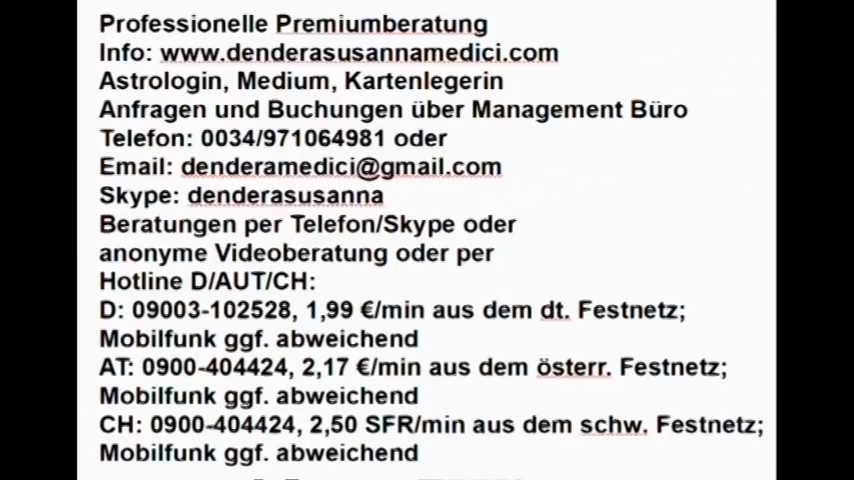 Professionelle Premiumberatung
Info: www.denderasusannamedici.com
Astrologin, Medium, Kartenlegerin
Anfragen und Buchungen über Management Büro
Telefon: 0034/971064981 oder
Email: denderamedici@gmail.com
Skype: denderasusanna
Beratungen per Telefon/Skype oder
anonyme Videoberatung oder per
Hotline D/AUT/CH:
D: 09003-102528, 1,99 €/min aus dem dt. Festnetz;
Mobilfunk ggf. abweichend
AT: 0900-404424, 2,17 €/min aus dem österr. Festnetz;
Mobilfunk ggf. abweichend
CH: 0900-404424, 2,50 SFR/min aus dem schw. Festnetz;
Mobilfunk ggf. abweichend